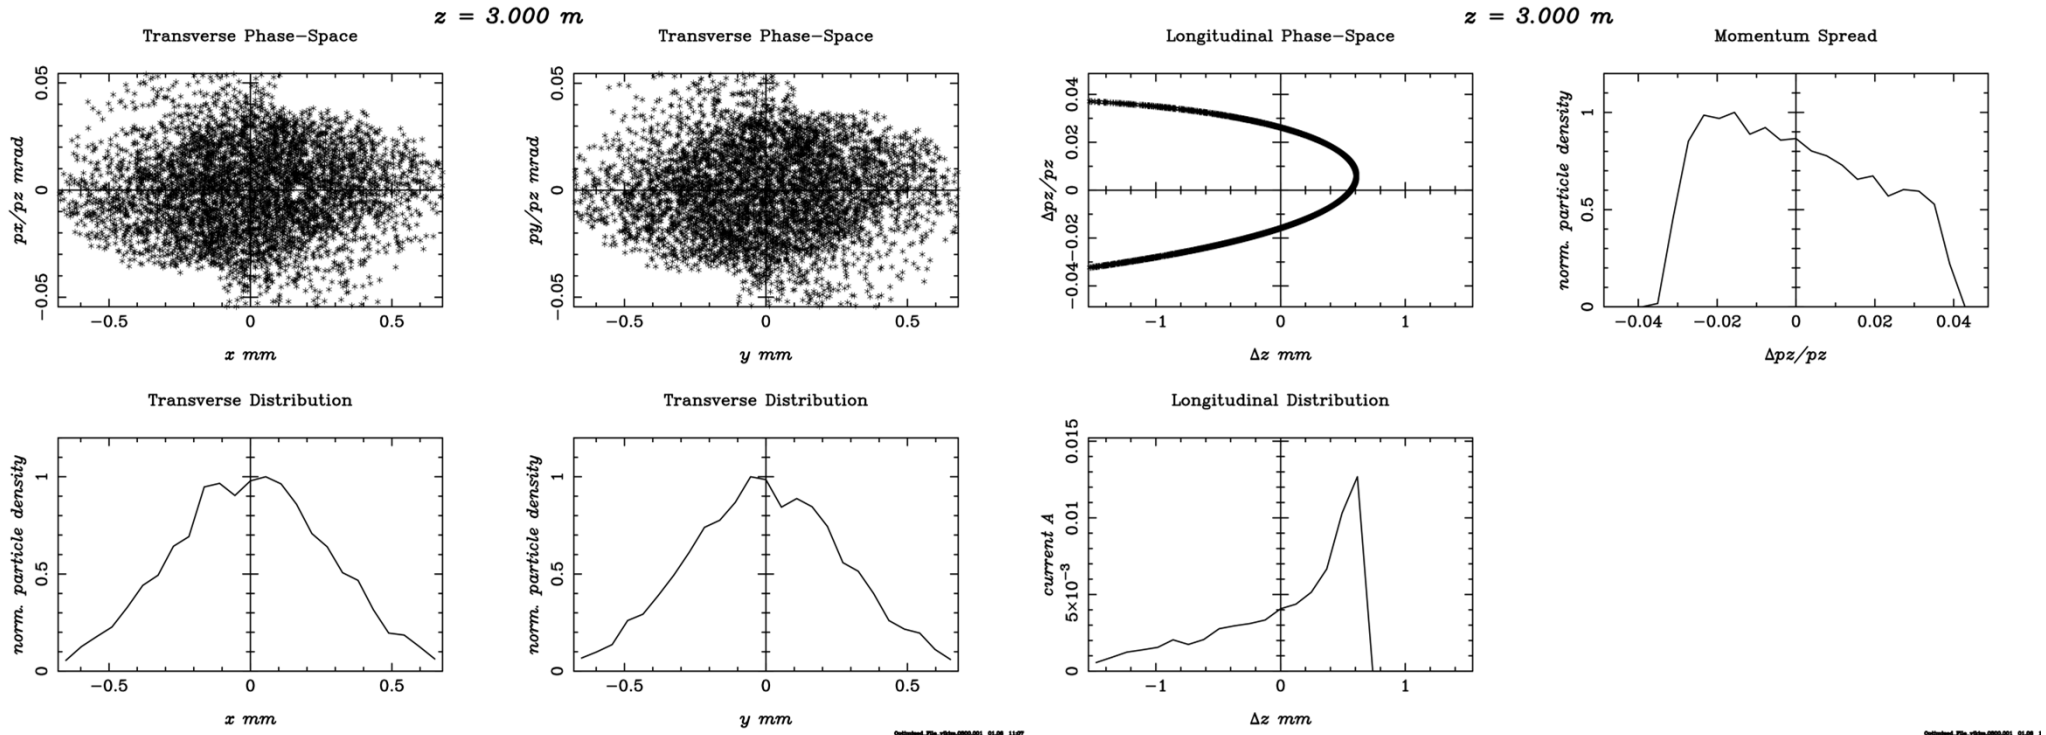 z = 3.000 m
z = 3.000 m
Transverse Phase-Space
Transverse Phase-Space
Longitudinal Phase-Space
Momentum Spread
px/pz mrad
-0.05 0 0.05
-0.5 0 0.5
x mm
py/pz mrad
-0.05 0 0.05
-0.5 0 0.5
y mm
Δpz/pz
-0.04 -0.02 0 0.02 0.04
-1 0 1
Δz mm
norm. particle density
0 0.5 1
-0.04 -0.02 0 0.02 0.04
Δpz/pz
Transverse Distribution
Transverse Distribution
Longitudinal Distribution
norm. particle density
0 0.5 1
-0.5 0 0.5
x mm
norm. particle density
0 0.5 1
-0.5 0 0.5
y mm
current A
0 5×10⁻³ 0.01 0.015
-1 0 1
Δz mm